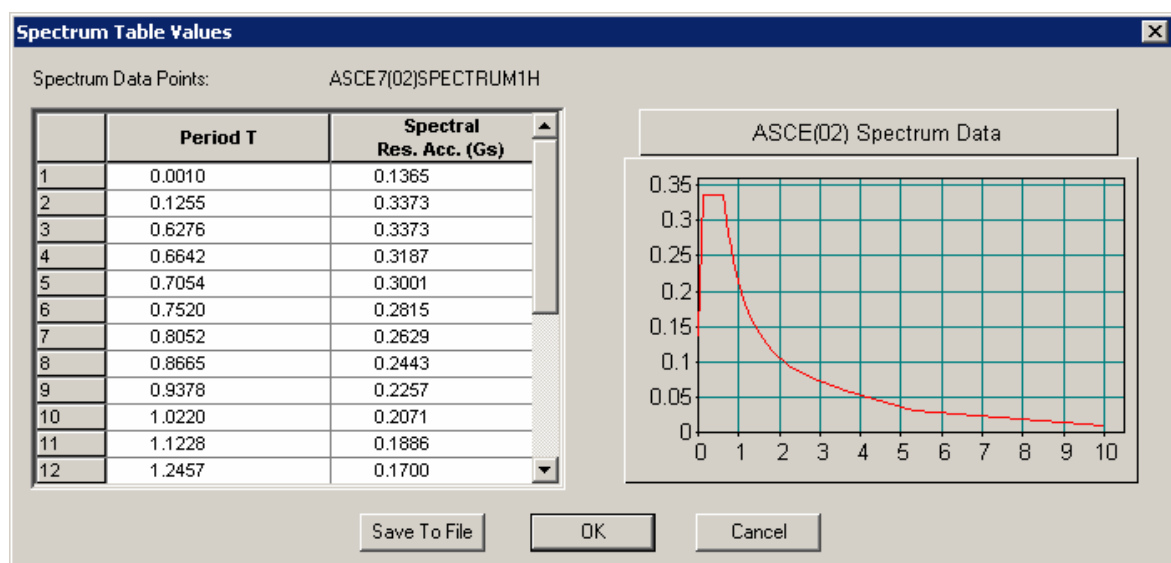 Spectrum Table Values
Spectrum Data Points: ASCE7(02)SPECTRUM1H
Period T Spectral Res. Acc. (Gs)
1 0.0010 0.1365
2 0.1255 0.3373
3 0.6276 0.3373
4 0.6642 0.3187
5 0.7054 0.3001
6 0.7520 0.2815
7 0.8052 0.2629
8 0.8665 0.2443
9 0.9378 0.2257
10 1.0220 0.2071
11 1.1228 0.1886
12 1.2457 0.1700
ASCE(02) Spectrum Data
0.35
0.3
0.25
0.2
0.15
0.1
0.05
0
0 1 2 3 4 5 6 7 8 9 10
Save To File OK Cancel